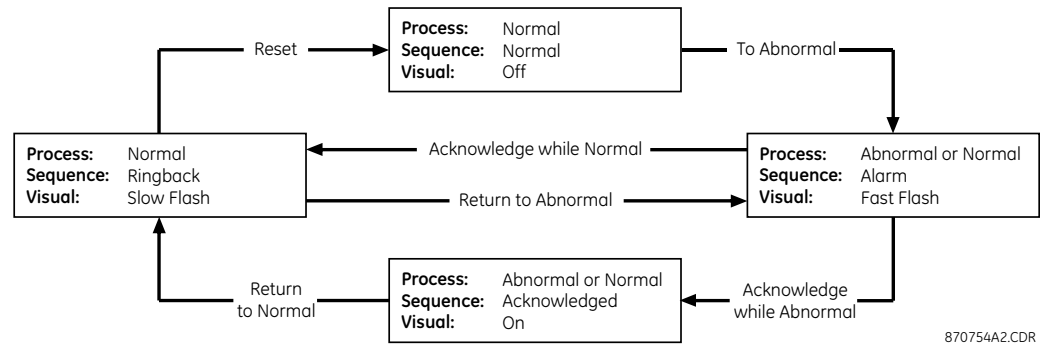 Process: Normal
Sequence: Normal
Visual: Off
Reset
To Abnormal
Process: Normal
Sequence: Ringback
Visual: Slow Flash
Acknowledge while Normal
Return to Abnormal
Process: Abnormal or Normal
Sequence: Alarm
Visual: Fast Flash
Return
to Normal
Process: Abnormal or Normal
Sequence: Acknowledged
Visual: On
Acknowledge
while Abnormal
870754A2.CDR